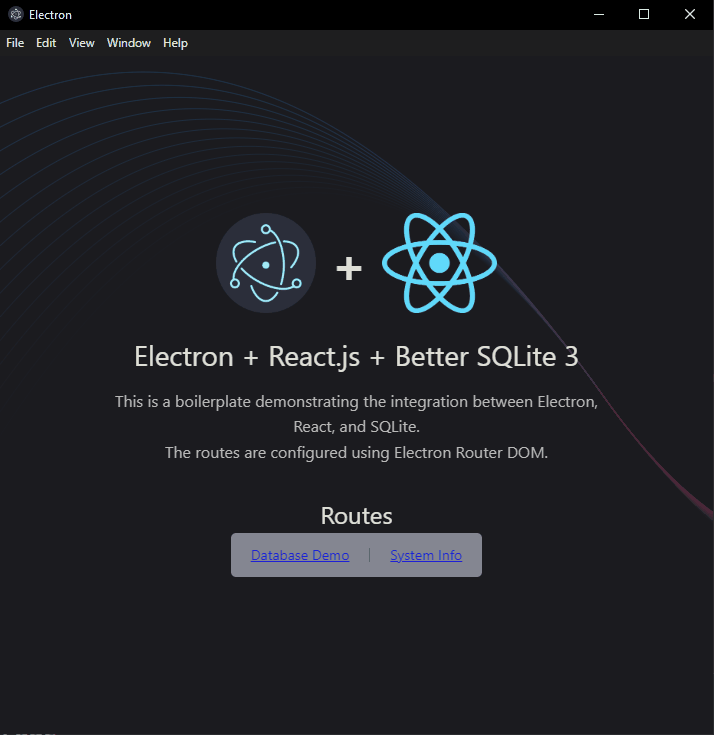 Electron
File Edit View Window Help
+
Electron + React.js + Better SQLite 3
This is a boilerplate demonstrating the integration between Electron,
React, and SQLite.
The routes are configured using Electron Router DOM.
Routes
Database Demo | System Info